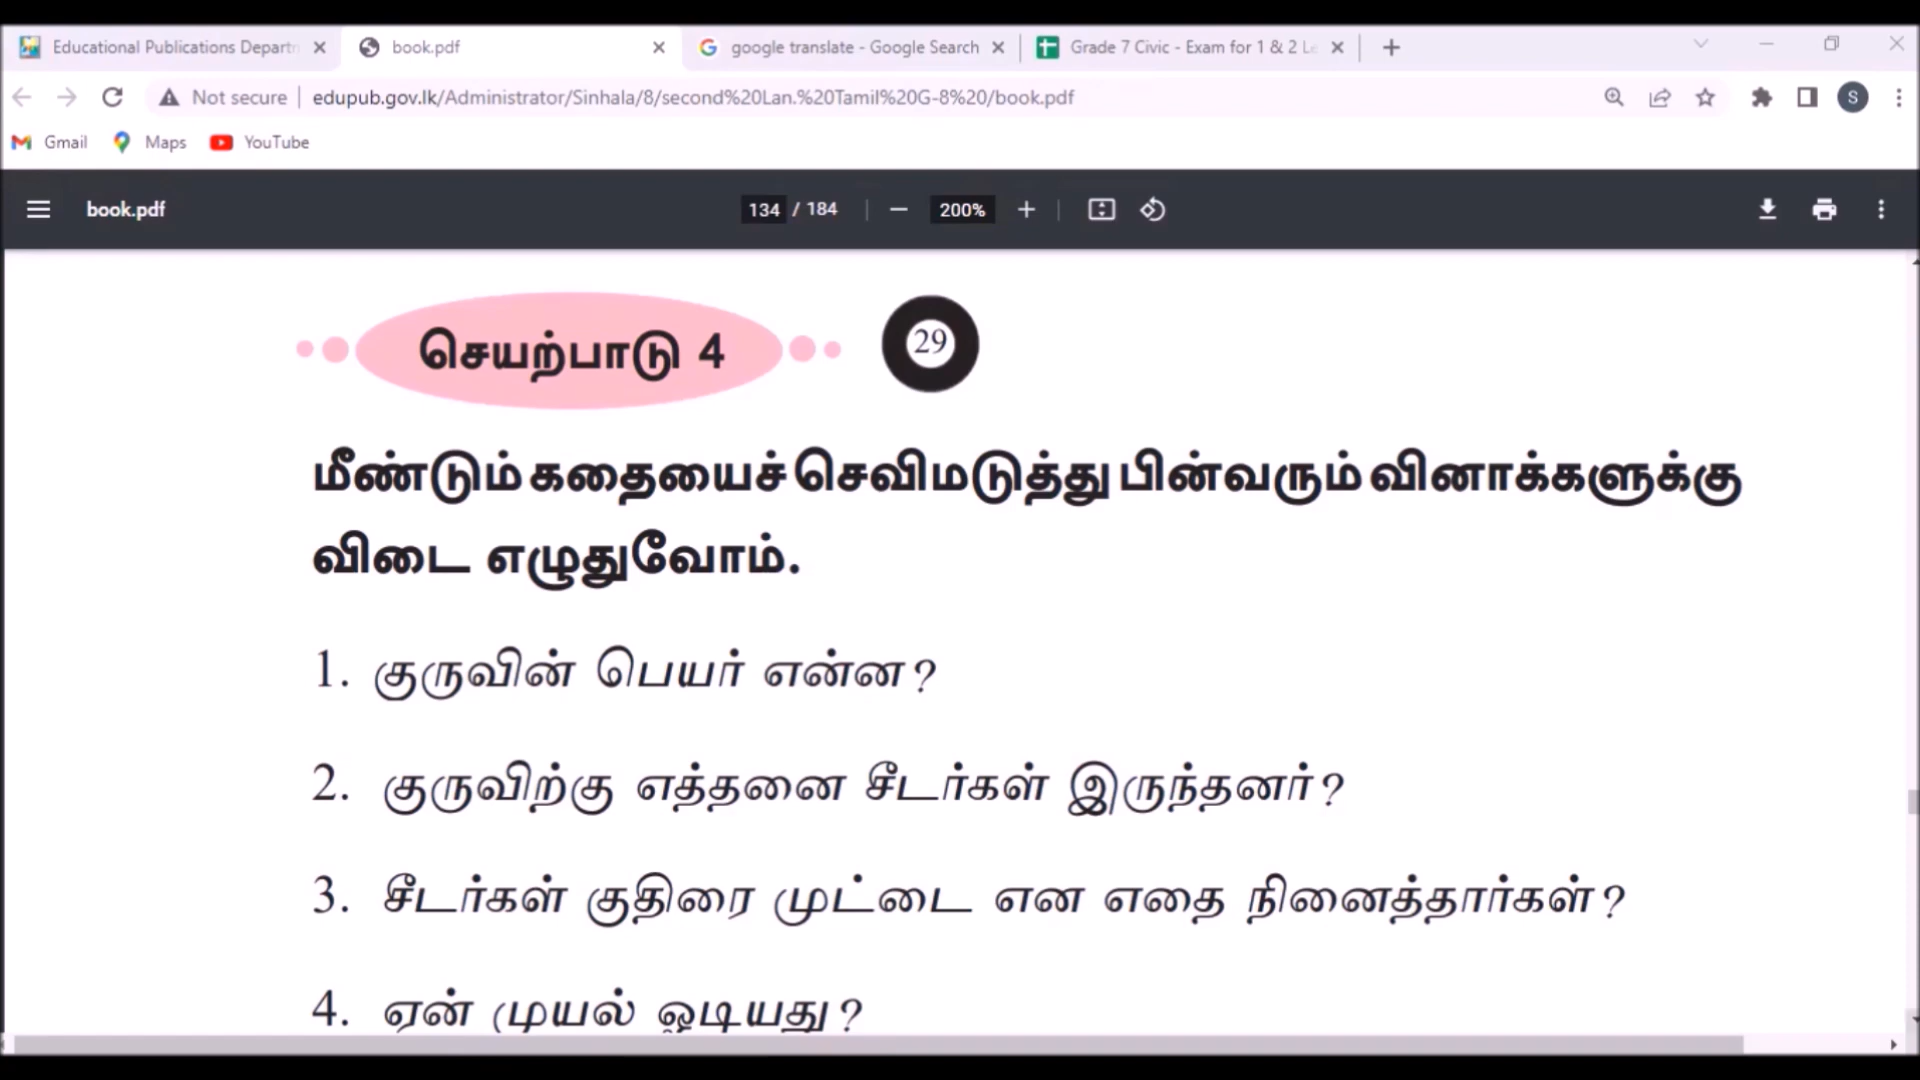 Educational Publications Departn
book.pdf
google translate - Google Search
Grade 7 Civic - Exam for 1 & 2 Le
Not secure
edupub.gov.lk/Administrator/Sinhala/8/second%20Lan.%20Tamil%20G-8%20/book.pdf
S
Gmail
Maps
YouTube
book.pdf
134 / 184
200%
செயற்பாடு 4
29
மீண்டும் கதையைச் செவிமடுத்து பின்வரும் வினாக்களுக்கு
விடை எழுதுவோம்.
1. குருவின் பெயர் என்ன?
2. குருவிற்கு எத்தனை சீடர்கள் இருந்தனர்?
3. சீடர்கள் குதிரை முட்டை என எதை நினைத்தார்கள்?
4. ஏன் முயல் ஓடியது?